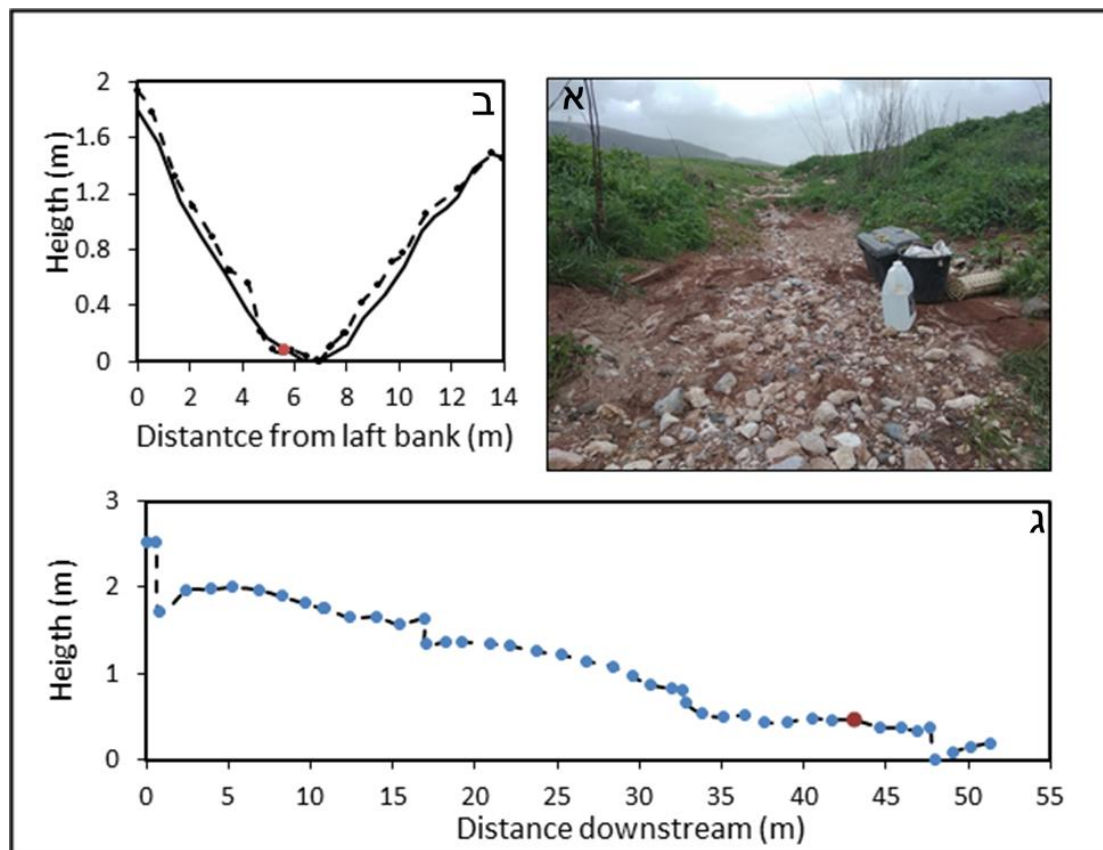 ב
2
1.6
1.2
0.8
0.4
0
Heigth (m)
0 2 4 6 8 10 12 14
Distantce from laft bank (m)
א
ג
3
2
1
0
Heigth (m)
0 5 10 15 20 25 30 35 40 45 50 55
Distance downstream (m)